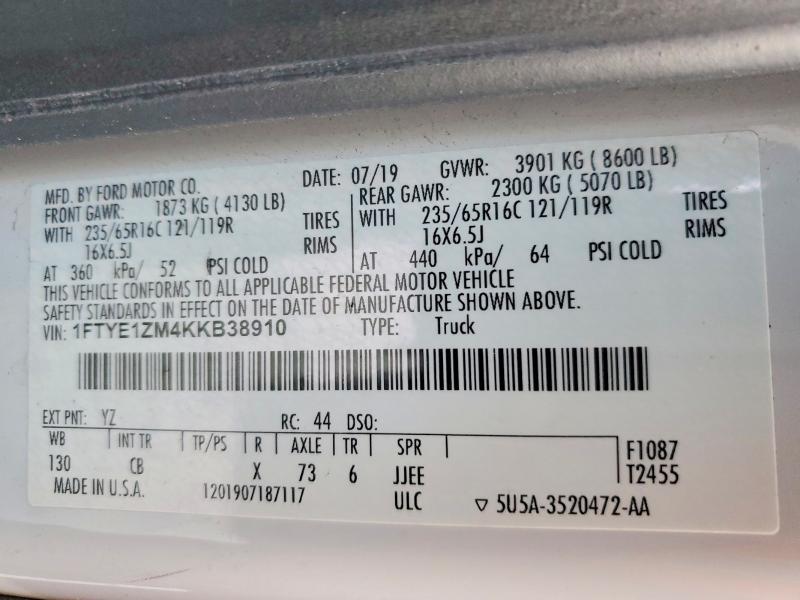 MFD. BY FORD MOTOR CO. DATE: 07/19 GVWR: 3901 KG ( 8600 LB)
FRONT GAWR: 1873 KG ( 4130 LB) REAR GAWR: 2300 KG ( 5070 LB)
WITH 235/65R16C 121/119R TIRES WITH 235/65R16C 121/119R TIRES
16X6.5J RIMS 16X6.5J RIMS
AT 360 kPa/ 52 PSI COLD AT 440 kPa/ 64 PSI COLD
THIS VEHICLE CONFORMS TO ALL APPLICABLE FEDERAL MOTOR VEHICLE
SAFETY STANDARDS IN EFFECT ON THE DATE OF MANUFACTURE SHOWN ABOVE.
VIN: 1FTYE1ZM4KKB38910 TYPE: Truck
EXT PNT: YZ RC: 44 DSO:
WB INT TR TP/PS R AXLE TR SPR F1087
130 CB X 73 6 JJEE T2455
MADE IN U.S.A. 1201907187117 ULC ▽ 5U5A-3520472-AA